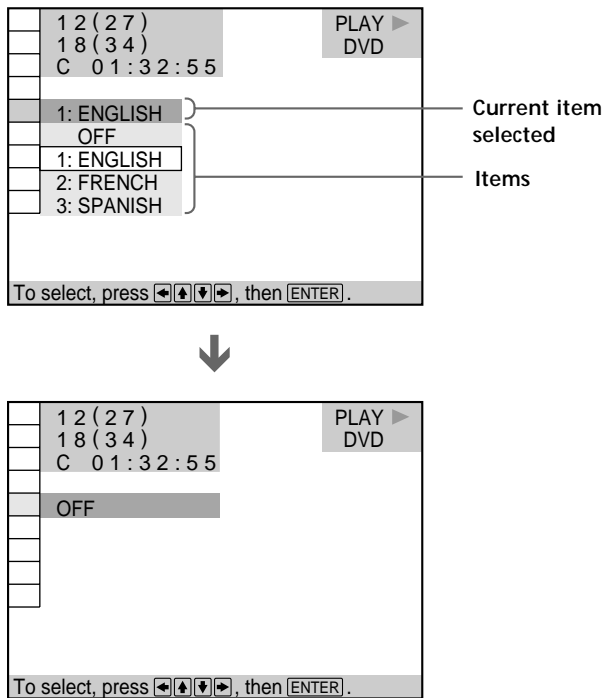 12(27)
18(34)
C 01:32:55
PLAY
DVD
1: ENGLISH
OFF
1: ENGLISH
2: FRENCH
3: SPANISH
Current item
selected
Items
To select, press ←↑↓→, then ENTER.
12(27)
18(34)
C 01:32:55
PLAY
DVD
OFF
To select, press ←↑↓→, then ENTER.